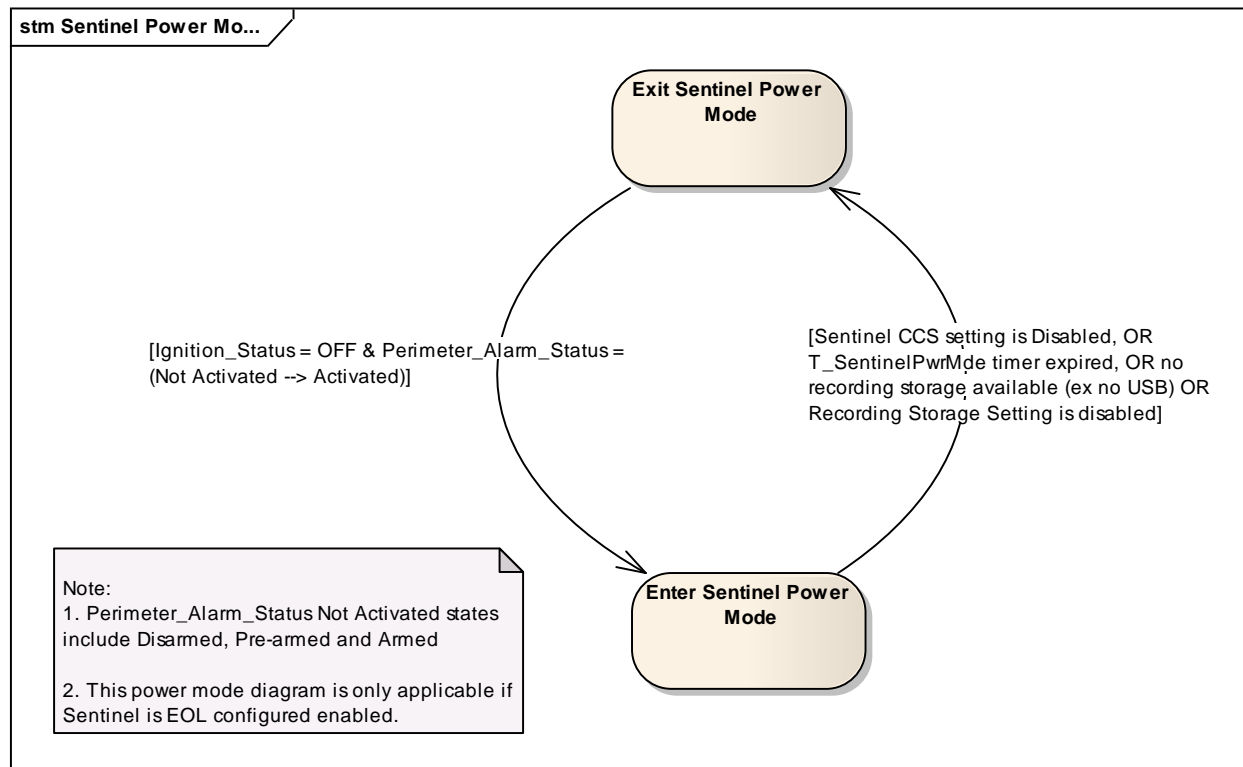 stm Sentinel Power Mo...
Exit Sentinel Power
Mode
[Ignition_Status = OFF & Perimeter_Alarm_Status =
(Not Activated --> Activated)]
[Sentinel CCS setting is Disabled, OR
T_SentinelPwrMde timer expired, OR no
recording storage available (ex no USB) OR
Recording Storage Setting is disabled]
Enter Sentinel Power
Mode
Note:
1. Perimeter_Alarm_Status Not Activated states
include Disarmed, Pre-armed and Armed
2. This power mode diagram is only applicable if
Sentinel is EOL configured enabled.